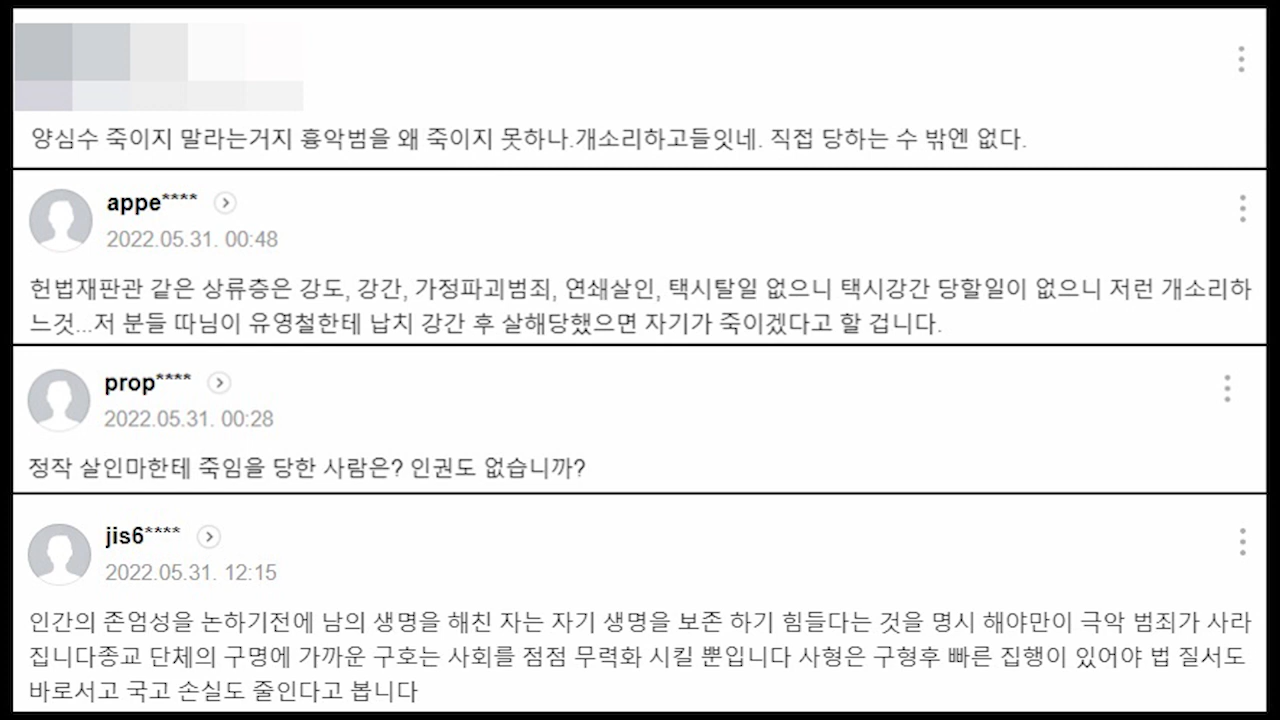 양심수 죽이지 말라는거지 흉악범을 왜 죽이지 못하나.개소리하고들잇네. 직접 당하는 수 밖엔 없다.
appe****
2022.05.31. 00:48
헌법재판관 같은 상류층은 강도, 강간, 가정파괴범죄, 연쇄살인, 택시탈일 없으니 택시강간 당할일이 없으니 저런 개소리하
느것...저 분들 따님이 유영철한테 납치 강간 후 살해당했으면 자기가 죽이겠다고 할 겁니다.
prop****
2022.05.31. 00:28
정작 살인마한테 죽임을 당한 사람은? 인권도 없습니까?
jis6****
2022.05.31. 12:15
인간의 존엄성을 논하기전에 남의 생명을 해친 자는 자기 생명을 보존 하기 힘들다는 것을 명시 해야만이 극악 범죄가 사라
집니다종교 단체의 구명에 가까운 구호는 사회를 점점 무력화 시킬 뿐입니다 사형은 구형후 빠른 집행이 있어야 법 질서도
바로서고 국고 손실도 줄인다고 봅니다